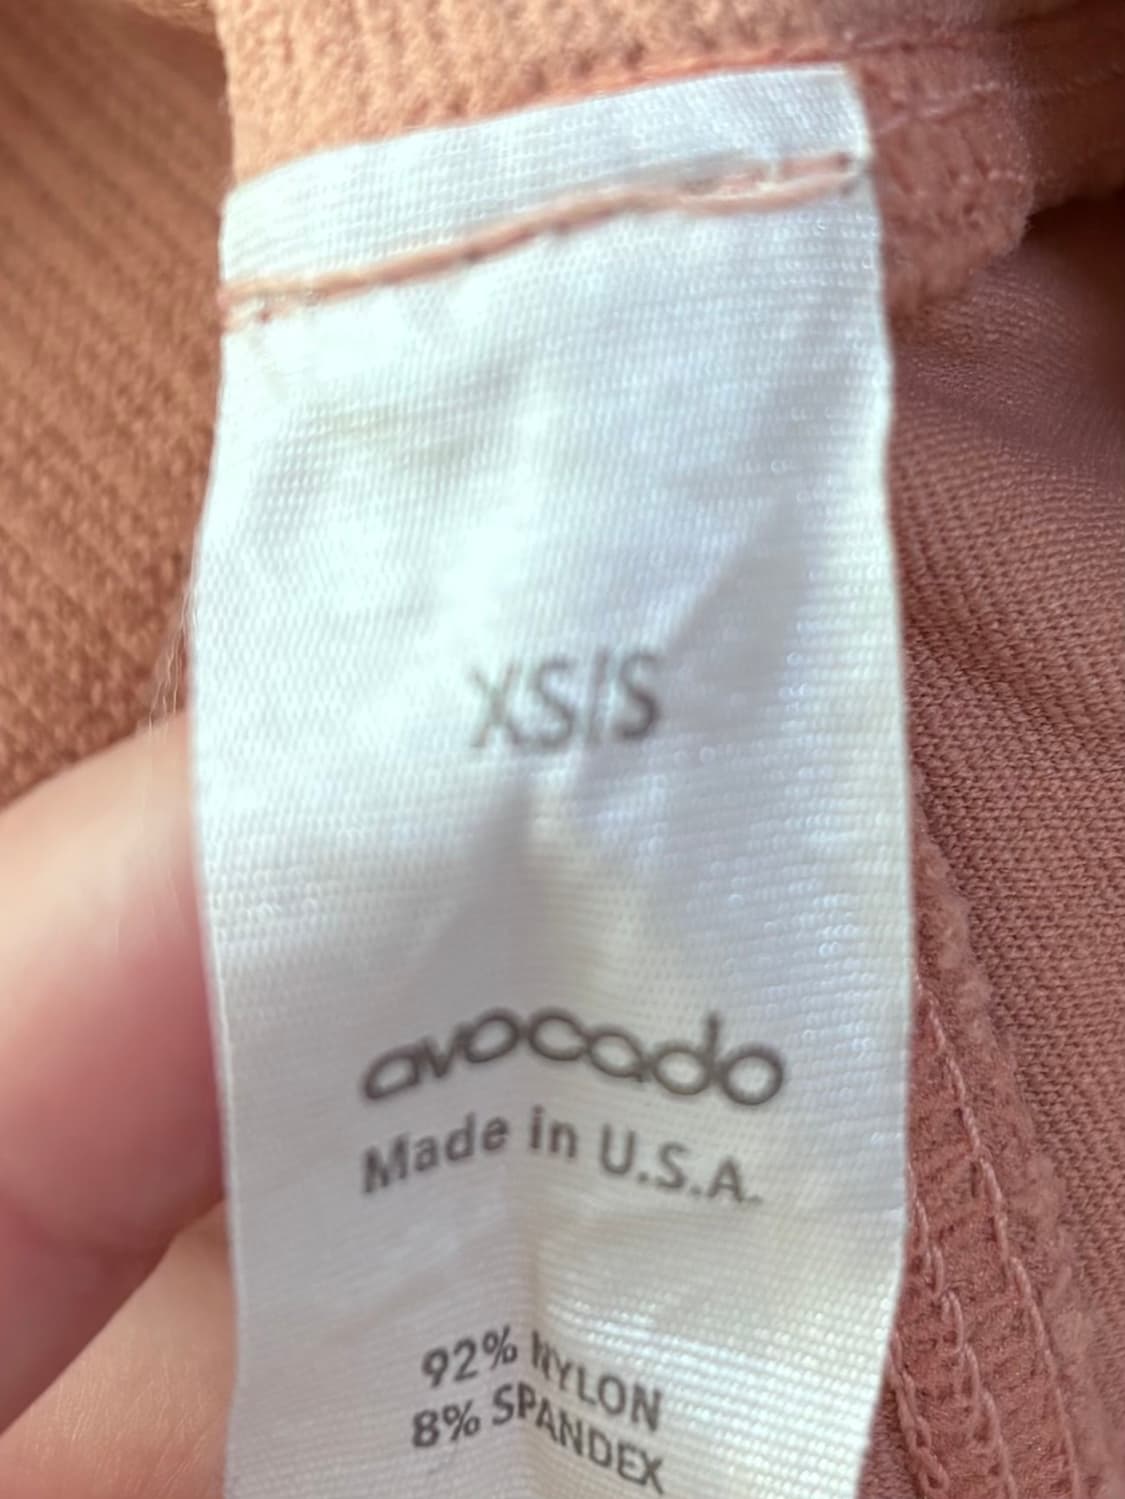 XS/S
avocado
Made in U.S.A.
92% NYLON
8% SPANDEX